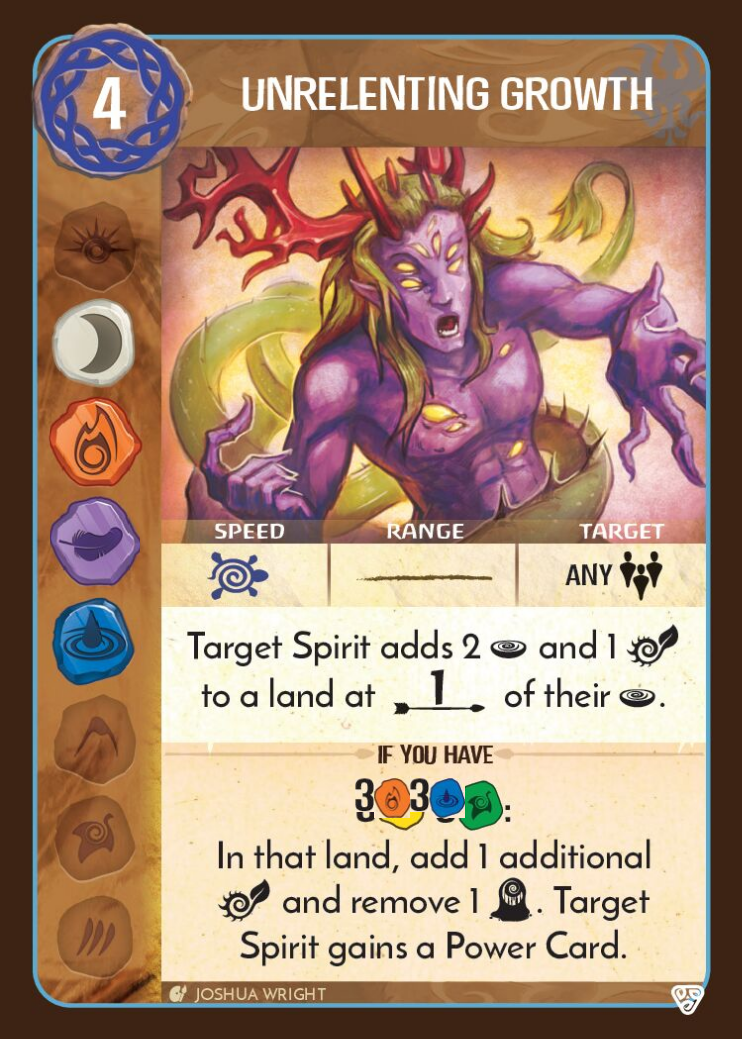 4
UNRELENTING GROWTH
SPEED RANGE TARGET
ANY
Target Spirit adds 2 and 1
to a land at 1 of their .
IF YOU HAVE
3 3 :
In that land, add 1 additional
and remove 1 . Target
Spirit gains a Power Card.
JOSHUA WRIGHT